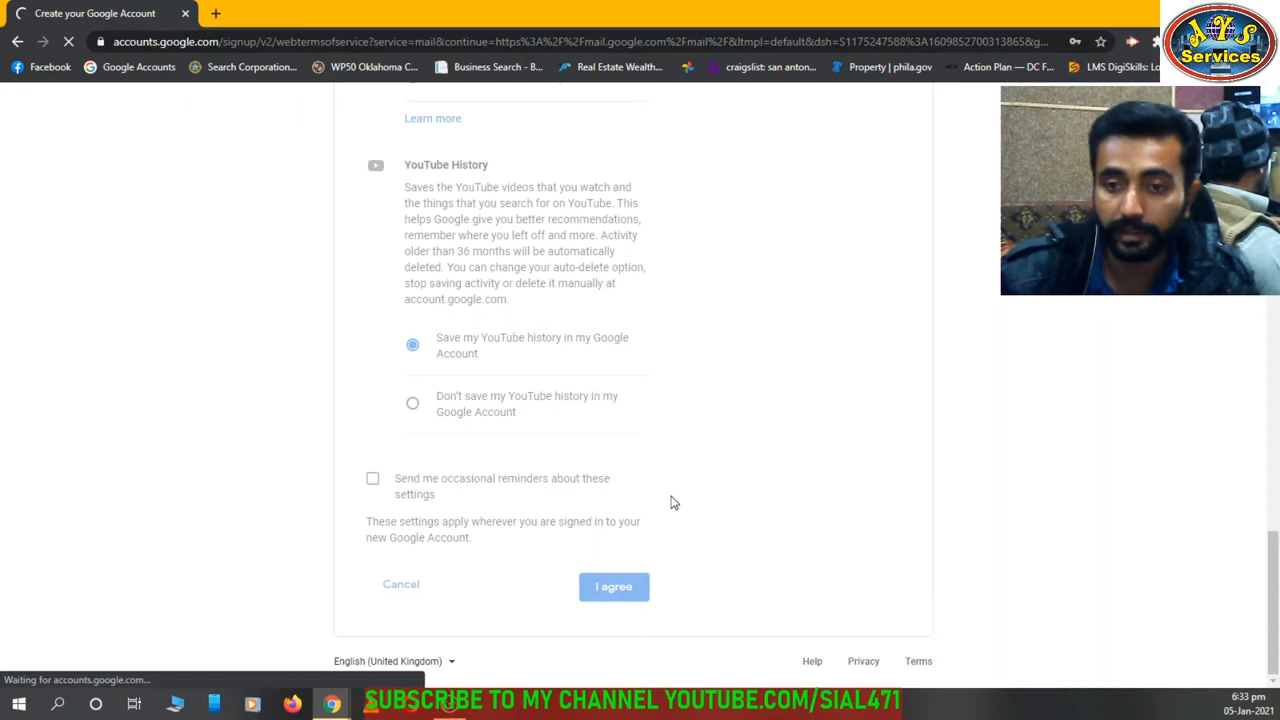 Create your Google Account
accounts.google.com/signup/v2/webtermsofservice?service=mail&continue=https%3A%2F%2Fmail.google.com%2Fmail%2F&ltmpl=default&dsh=S1175247588%3A1609852700313865&g...
Facebook Google Accounts Search Corporation... WP50 Oklahoma C... Business Search - B... Real Estate Wealth... craigslist: san anton... Property | phila.gov Action Plan — DC F... LMS DigiSkills | Lo
Services
Learn more
YouTube History
Saves the YouTube videos that you watch and
the things that you search for on YouTube. This
helps Google give you better recommendations,
remember where you left off and more. Activity
older than 36 months will be automatically
deleted. You can change your auto-delete option,
stop saving activity or delete it manually at
account.google.com.
Save my YouTube history in my Google
Account
Don't save my YouTube history in my
Google Account
Send me occasional reminders about these
settings
These settings apply wherever you are signed in to your
new Google Account.
Cancel I agree
English (United Kingdom) Help Privacy Terms
Waiting for accounts.google.com...
SUBSCRIBE TO MY CHANNEL YOUTUBE.COM/SIAL471
6:33 pm
05-Jan-2021